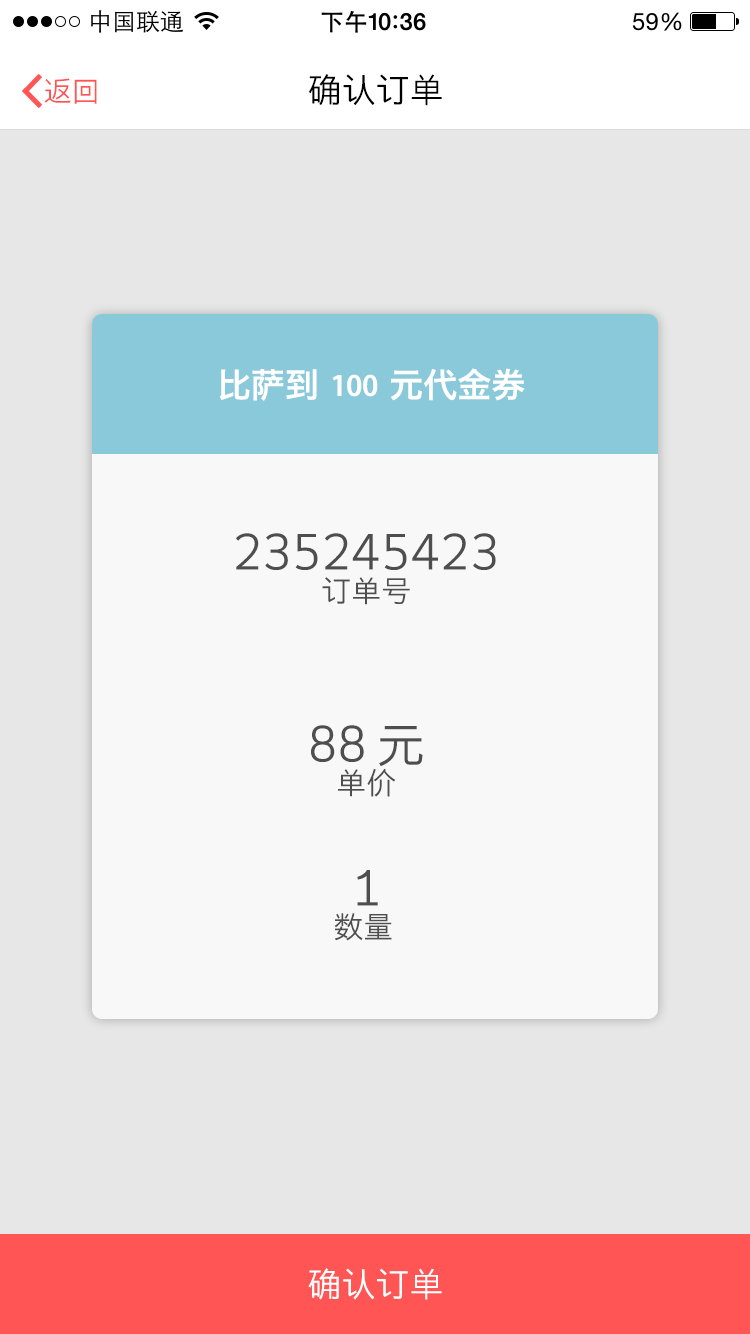 中国联通 下午10:36 59%
返回 确认订单
比萨到 100 元代金券
235245423
订单号
88 元
单价
1
数量
确认订单